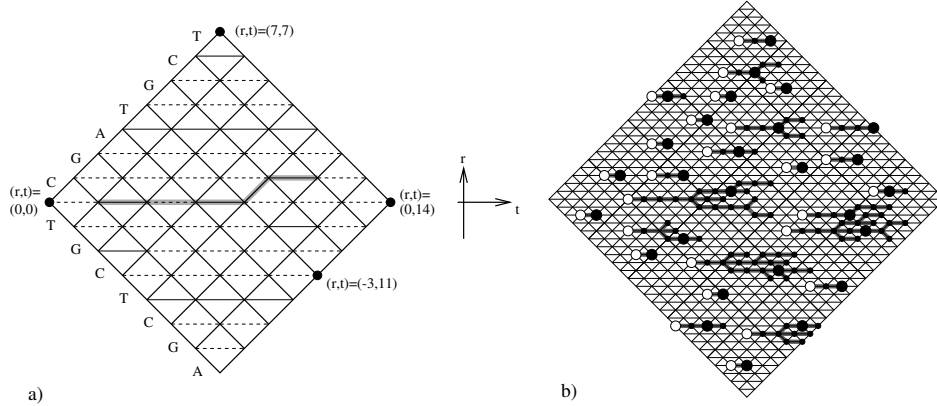 (r,t)=(7,7)
T
C
G
T
A
G
C
(r,t)=
(0,0)
T
G
C
T
C
G
A
(r,t)=
(0,14)
(r,t)=(-3,11)
r
t
a)
b)